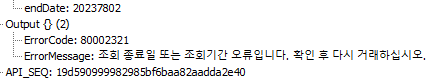 endDate: 20237802
Output {} (2)
ErrorCode: 80002321
ErrorMessage: 조회 종료일 또는 조회기간 오류입니다. 확인 후 다시 거래하십시오.
API_SEQ: 19d590999982985bf6baa82aadda2e40